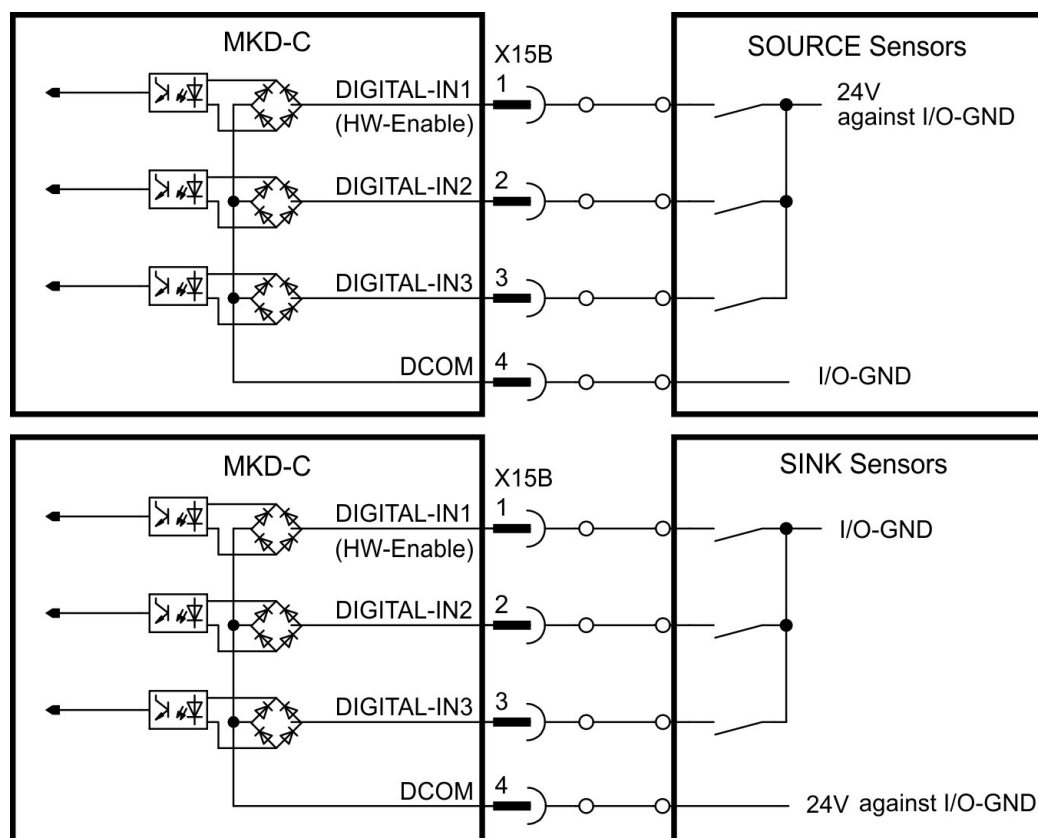 MKD-C
X15B
SOURCE Sensors
1
DIGITAL-IN1
(HW-Enable)
24V
against I/O-GND
2
DIGITAL-IN2
3
DIGITAL-IN3
4
DCOM
I/O-GND
MKD-C
X15B
SINK Sensors
1
DIGITAL-IN1
(HW-Enable)
I/O-GND
2
DIGITAL-IN2
3
DIGITAL-IN3
4
DCOM
24V against I/O-GND